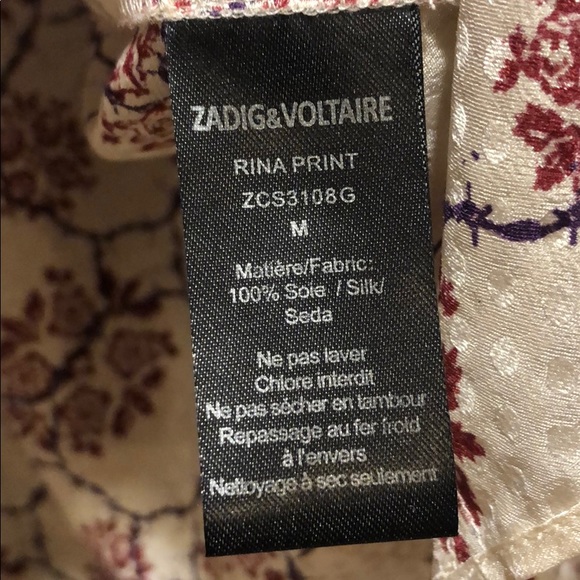 ZADIG&VOLTAIRE
RINA PRINT
ZCS3108G
M
Matière/Fabric:
100% Soie / Silk/
Seda
Ne pas laver
Chlore interdit
Ne pas sécher en tambour
Repassage au fer froid
à l'envers
Nettoyage à sec seulement